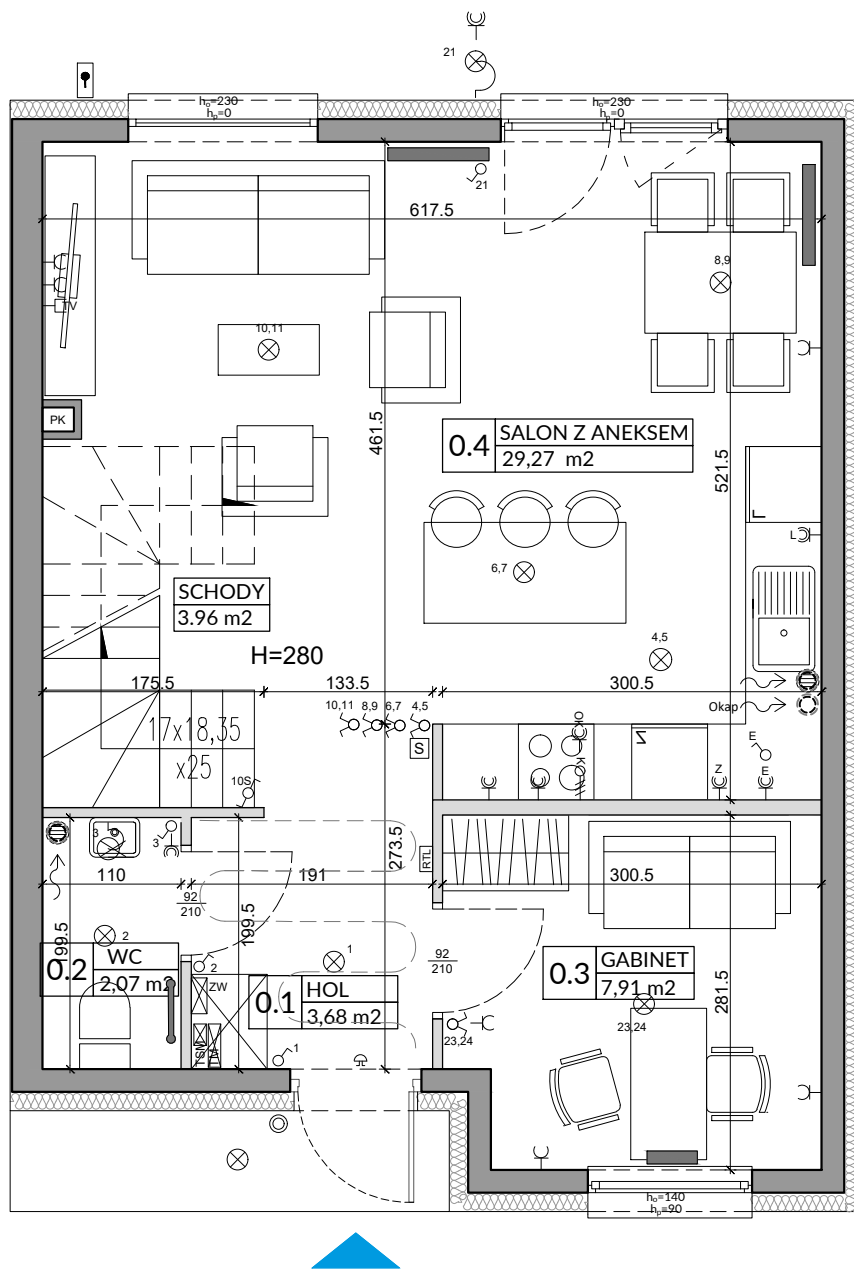 21
hₒ=230
hₚ=0
hₒ=230
hₚ=0
21
617.5
8,9
TV
10,11
PK
461.5
0.4
SALON Z ANEKSEM
29,27 m2
521.5
L
6,7
SCHODY
3.96 m2
4,5
H=280
175.5
133.5
300.5
Okap
10,11
8,9
6,7
4,5
17x18,35
x25
S
OK
KO
E
Z
E
10S
3
3
273.5
RTL
110
191
300.5
92
210
199.5
199.5
2
1
92
210
0.2
WC
2,07 m2
2
ZW
0.1
HOL
3,68 m2
0.3
GABINET
7,91 m2
281.5
23,24
23,24
TSM
TM
1
hₒ=140
hₚ=90